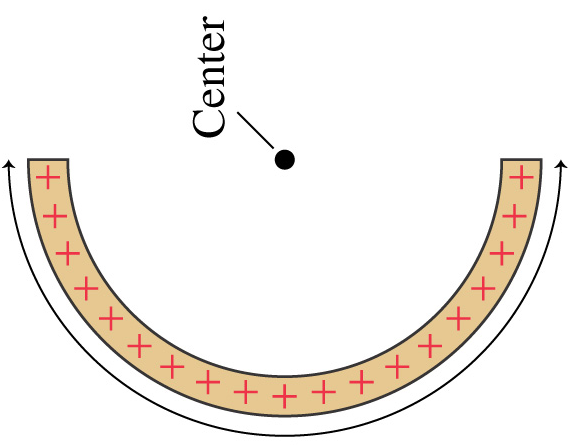 Center
+ + + + + + + + + + + + + + + + + + +